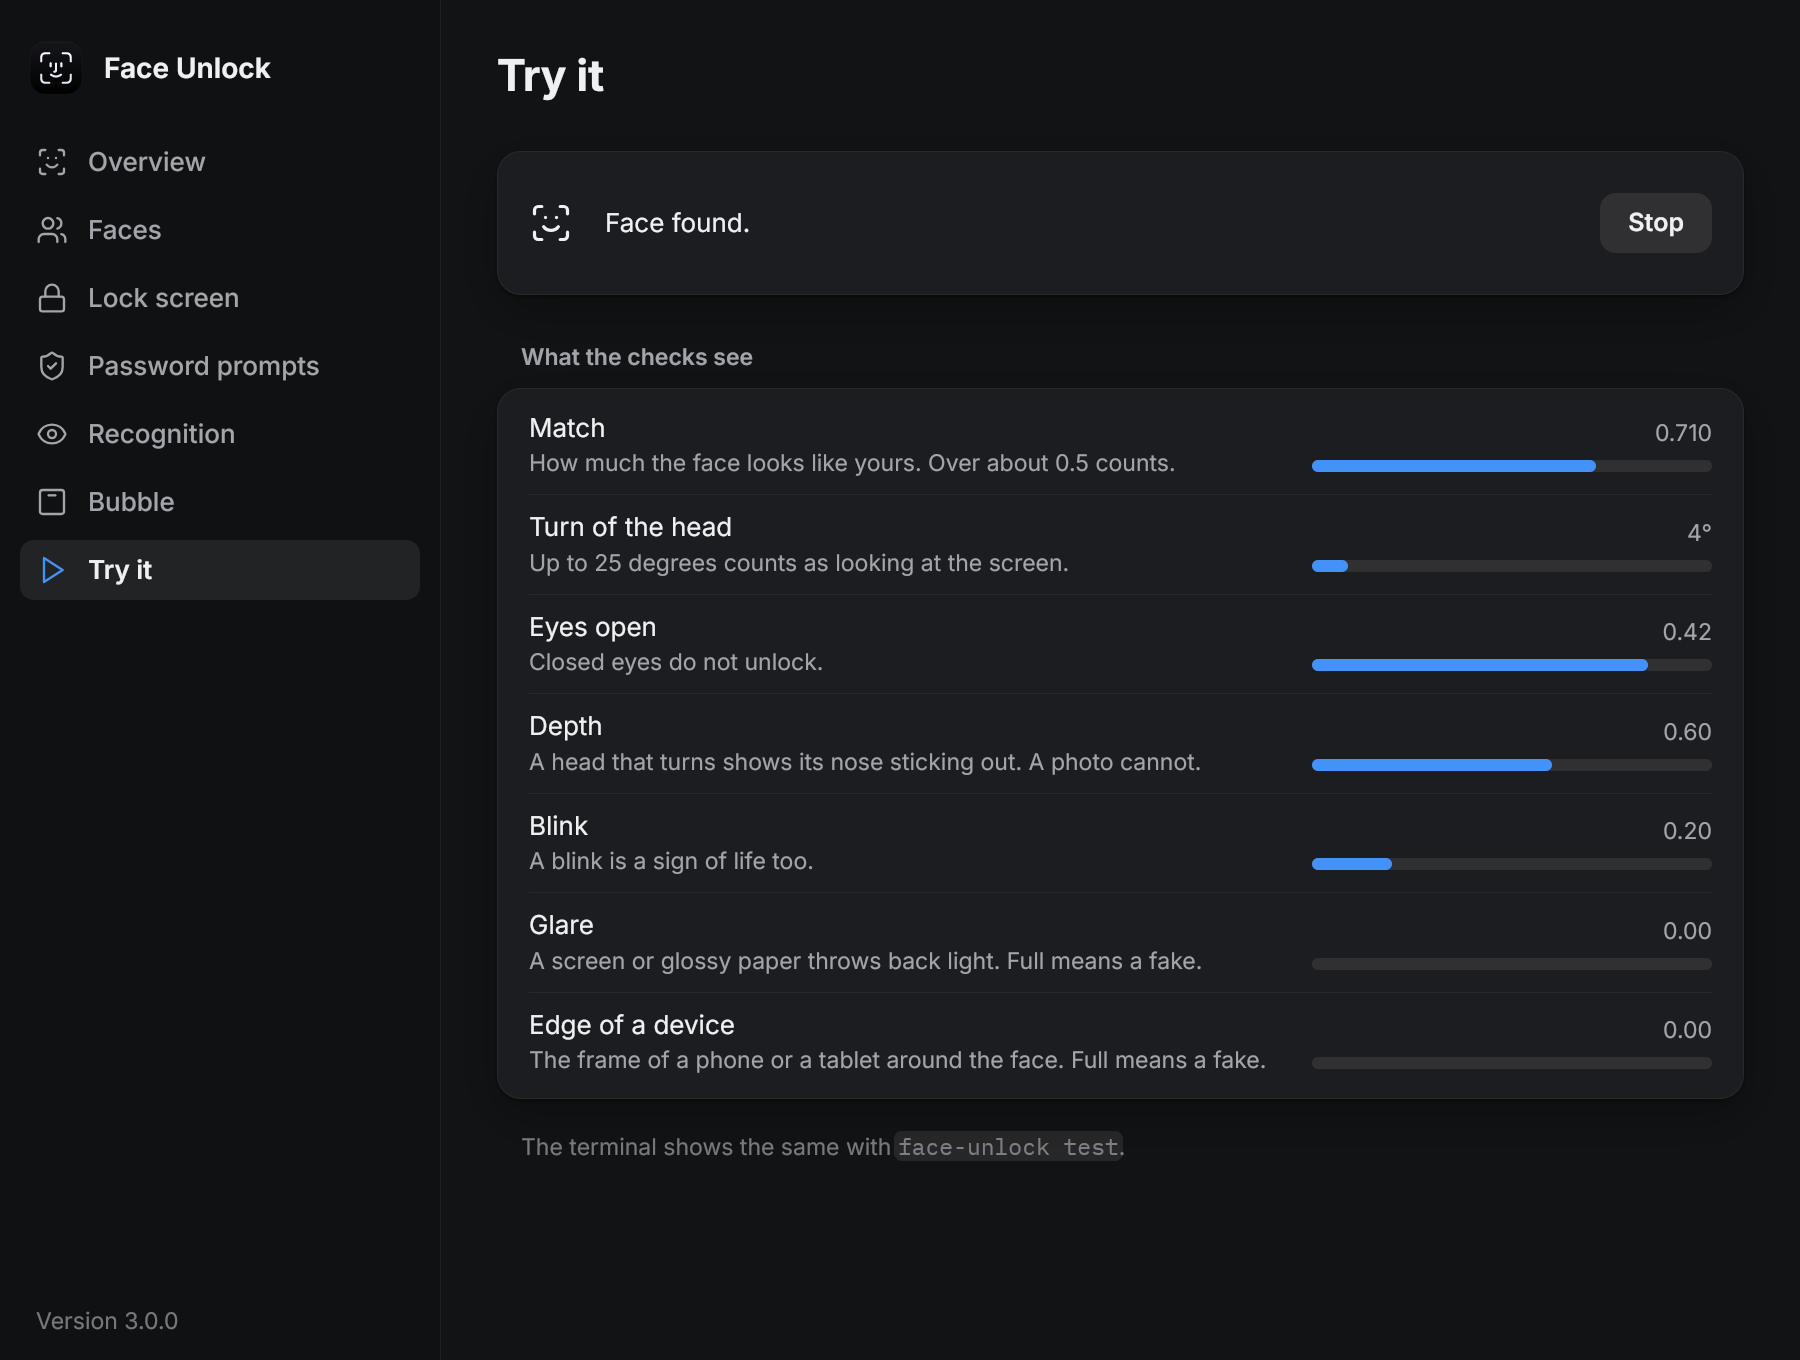 Face Unlock
Overview
Faces
Lock screen
Password prompts
Recognition
Bubble
Try it
Version 3.0.0
Try it
Face found.
Stop
What the checks see
Match
0.710
How much the face looks like yours. Over about 0.5 counts.
Turn of the head
4°
Up to 25 degrees counts as looking at the screen.
Eyes open
0.42
Closed eyes do not unlock.
Depth
0.60
A head that turns shows its nose sticking out. A photo cannot.
Blink
0.20
A blink is a sign of life too.
Glare
0.00
A screen or glossy paper throws back light. Full means a fake.
Edge of a device
0.00
The frame of a phone or a tablet around the face. Full means a fake.
The terminal shows the same with face-unlock test.